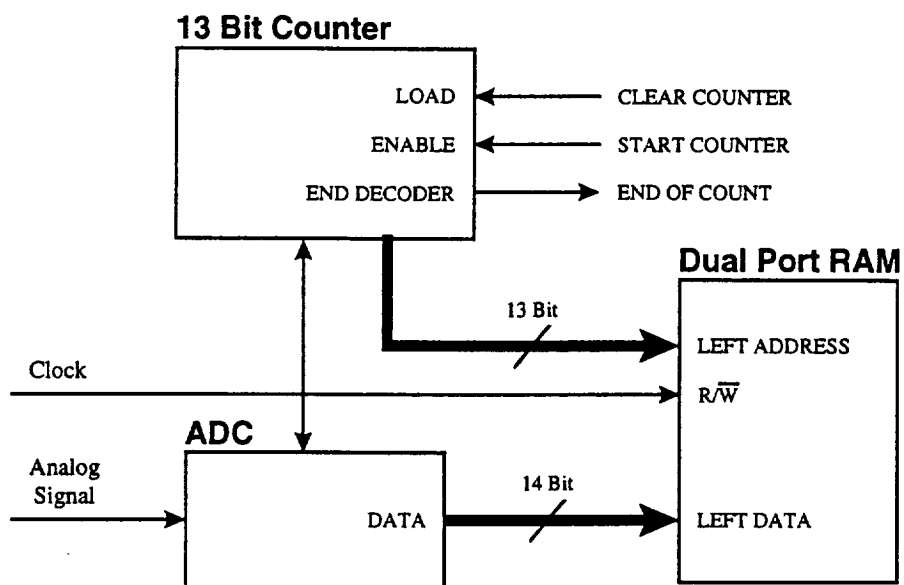 13 Bit Counter
LOAD
CLEAR COUNTER
ENABLE
START COUNTER
END DECODER
END OF COUNT
Dual Port RAM
13 Bit
LEFT ADDRESS
Clock
R/W̅
ADC
Analog
Signal
14 Bit
DATA
LEFT DATA